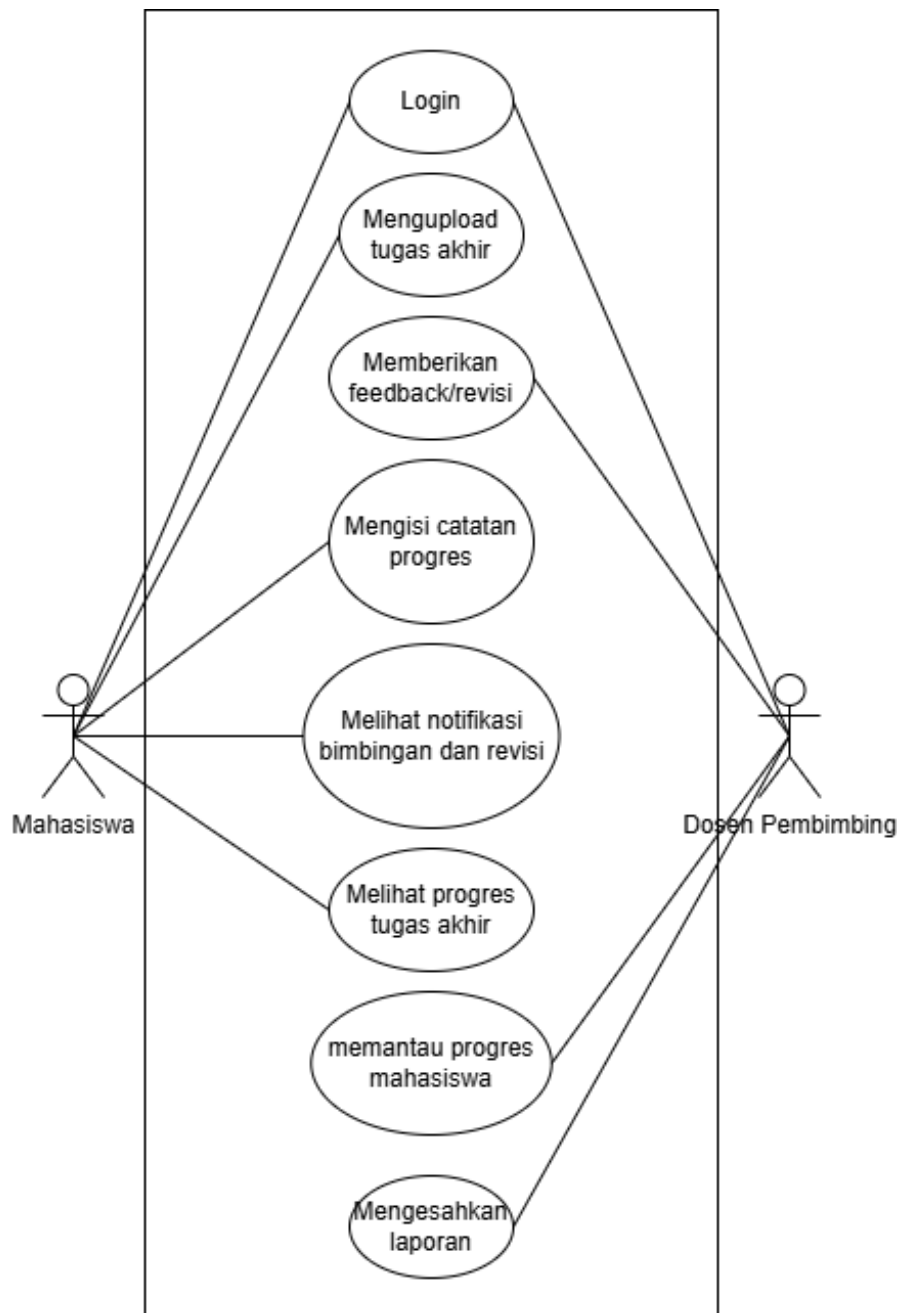 Login
Mengupload
tugas akhir
Memberikan
feedback/revisi
Mengisi catatan
progres
Melihat notifikasi
bimbingan dan revisi
Mahasiswa
Dosen Pembimbing
Melihat progres
tugas akhir
memantau progres
mahasiswa
Mengesahkan
laporan